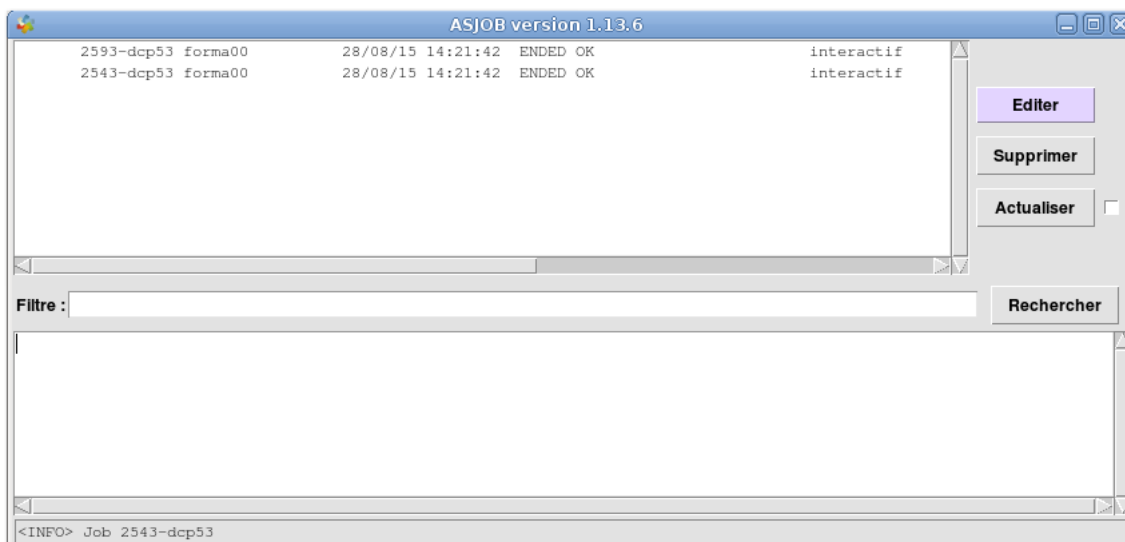 ASJOB version 1.13.6
2593-dcp53 forma00 28/08/15 14:21:42 ENDED OK interactif
2543-dcp53 forma00 28/08/15 14:21:42 ENDED OK interactif
Editer
Supprimer
Actualiser
Filtre :
Rechercher
<INFO> Job 2543-dcp53